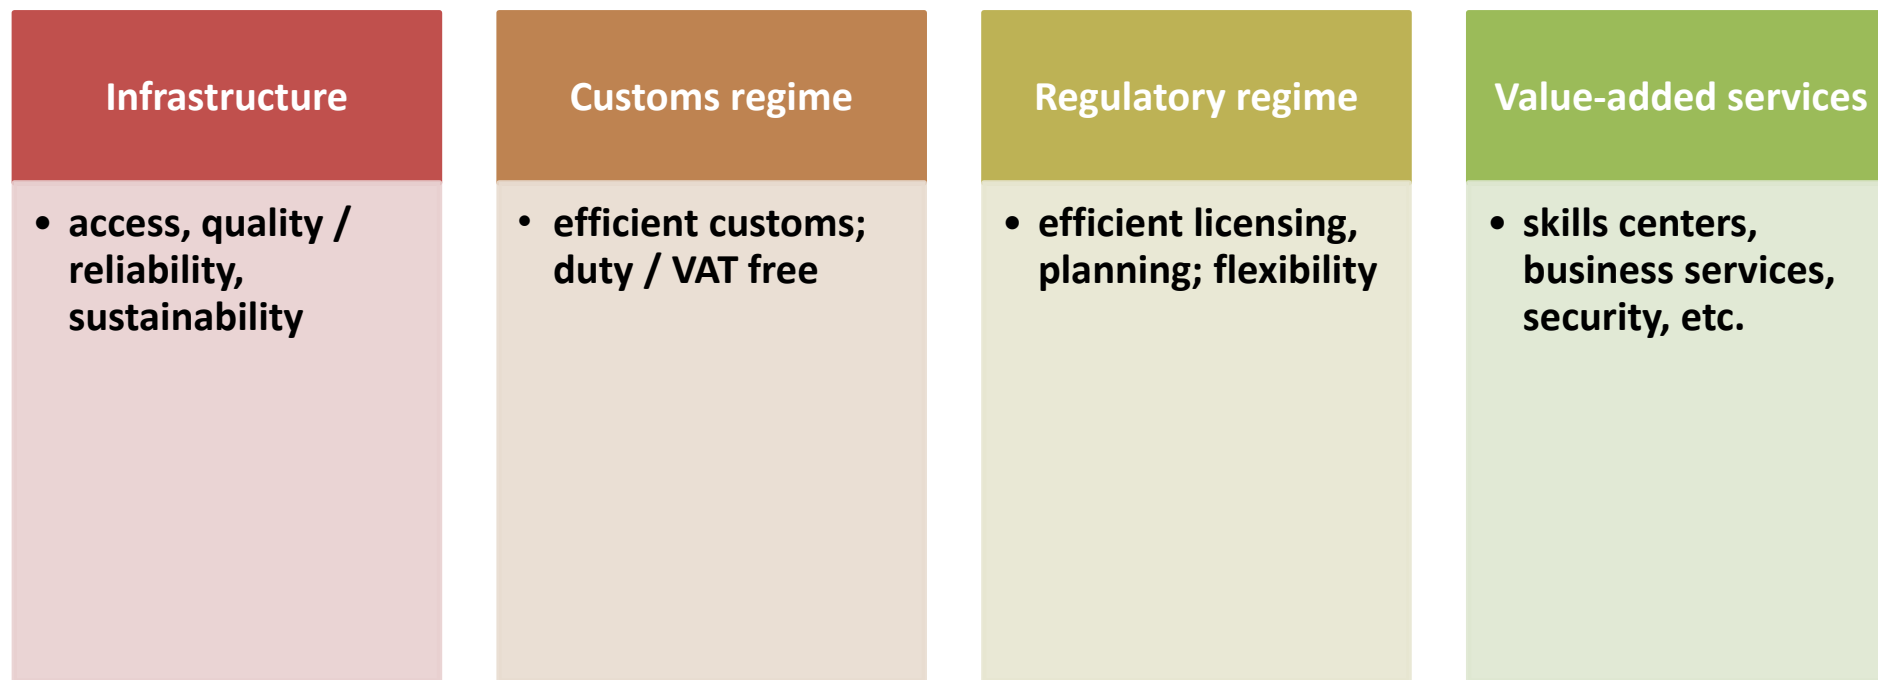 Infrastructure
• access, quality /
reliability,
sustainability
Customs regime
• efficient customs;
duty / VAT free
Regulatory regime
• efficient licensing,
planning; flexibility
Value-added services
• skills centers,
business services,
security, etc.